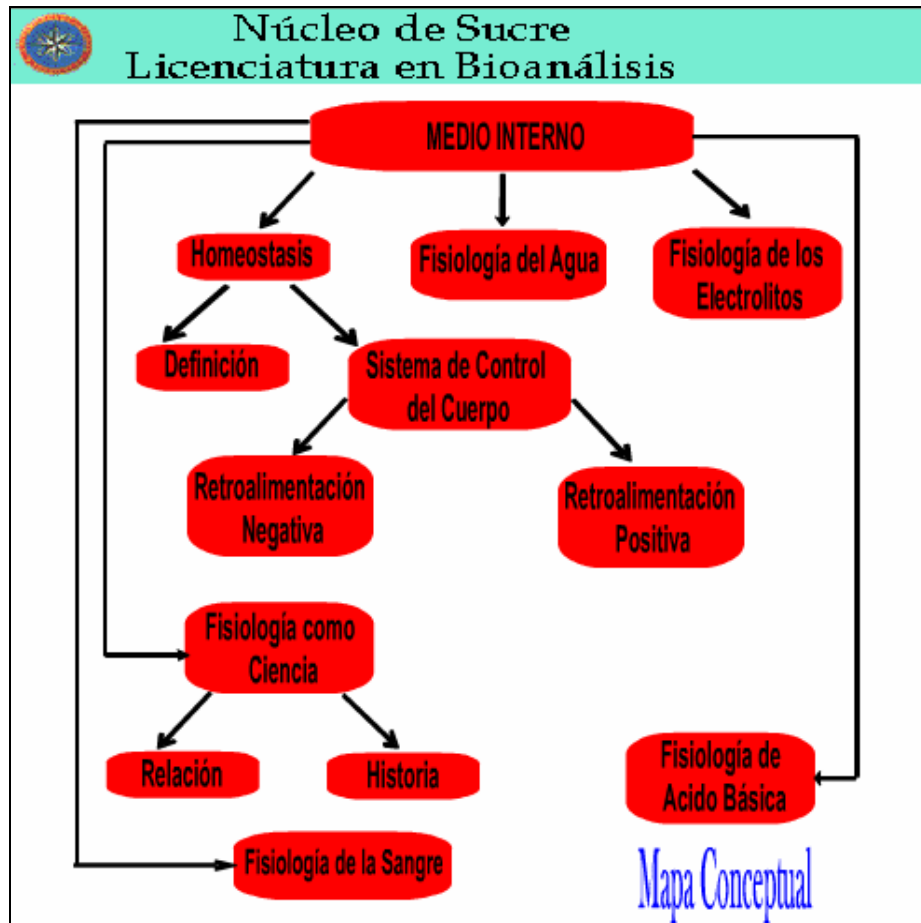 Núcleo de Sucre
Licenciatura en Bioanálisis
MEDIO INTERNO
Homeostasis
Fisiología del Agua
Fisiología de los
Electrolitos
Definición
Sistema de Control
del Cuerpo
Retroalimentación
Negativa
Retroalimentación
Positiva
Fisiología como
Ciencia
Relación
Historia
Fisiología de
Acido Básica
Fisiología de la Sangre
Mapa Conceptual